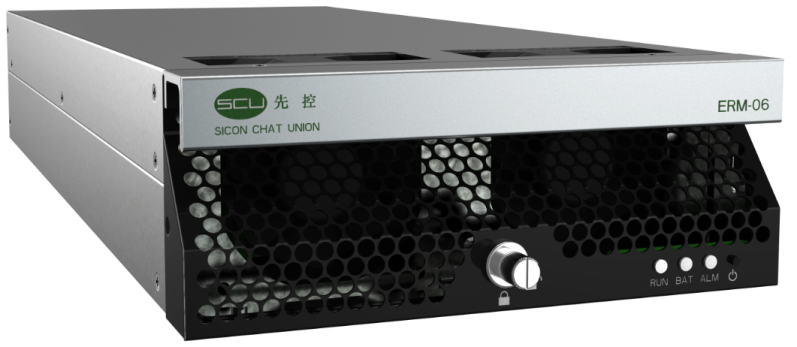 SCU 先控
SICON CHAT UNION
ERM-06
RUN BAT ALM